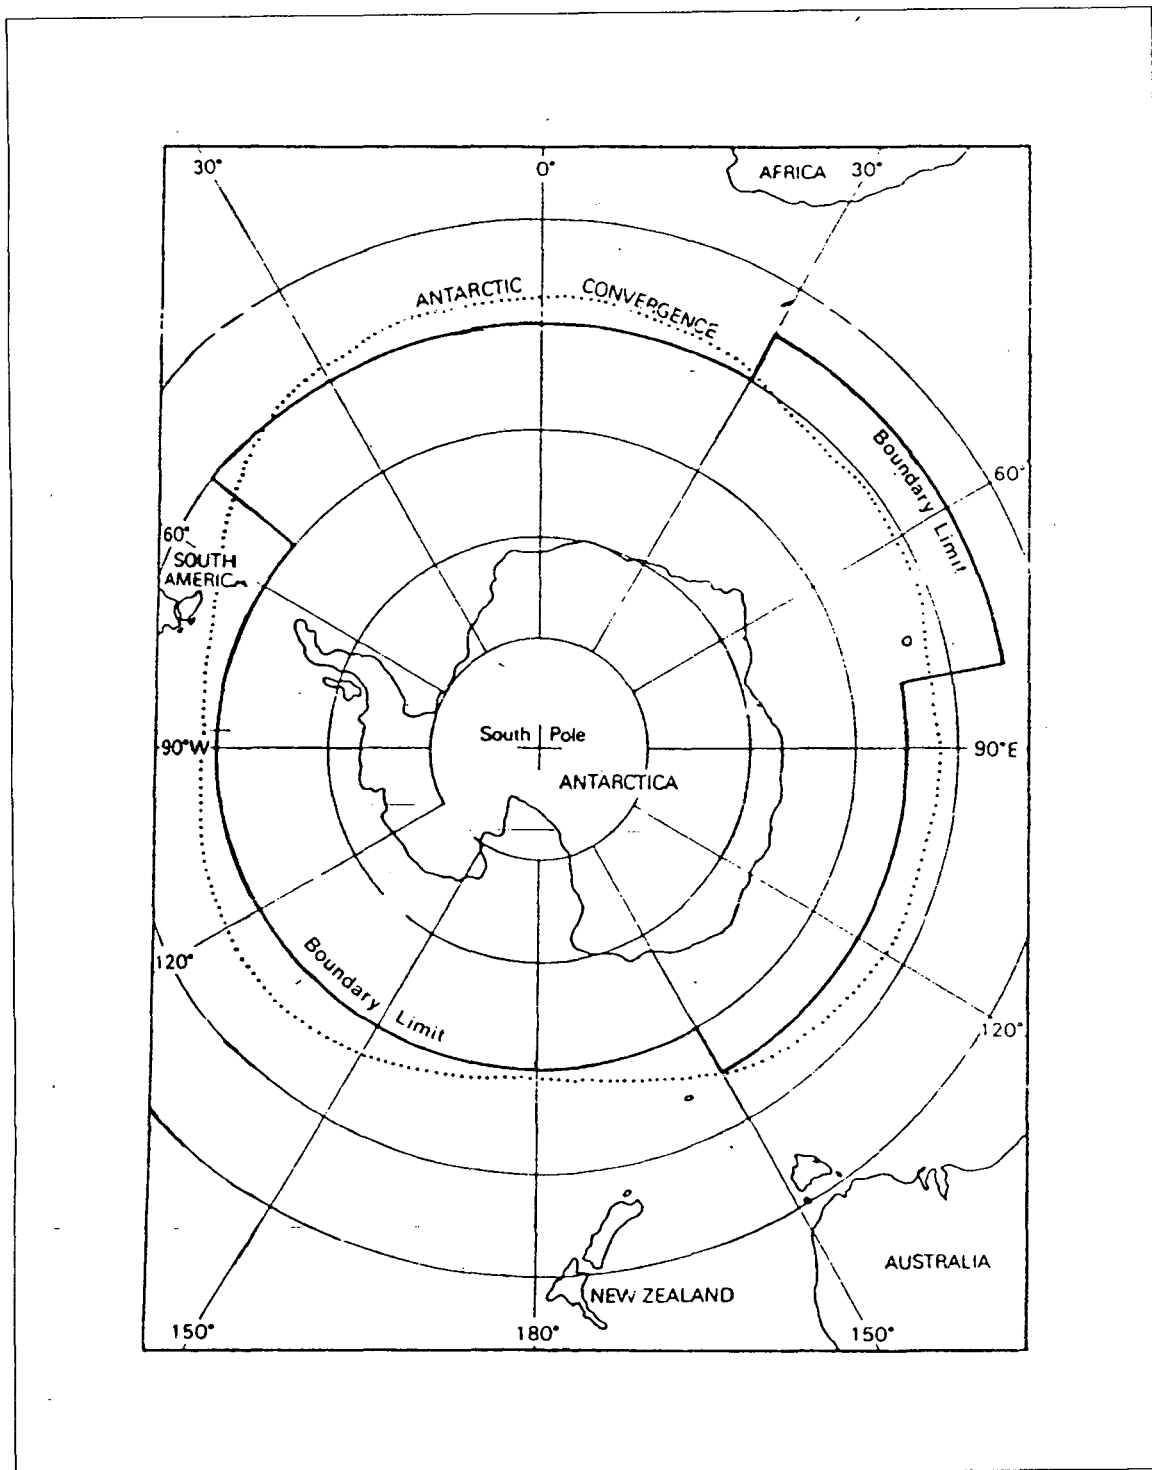 30°
0°
AFRICA 30°
ANTARCTIC CONVERGENCE
Boundary Limit
60°
60°
SOUTH
AMERICA
South Pole
90°W
90°E
ANTARCTICA
Boundary Limit
120°
120°
AUSTRALIA
NEW ZEALAND
150°
180°
150°